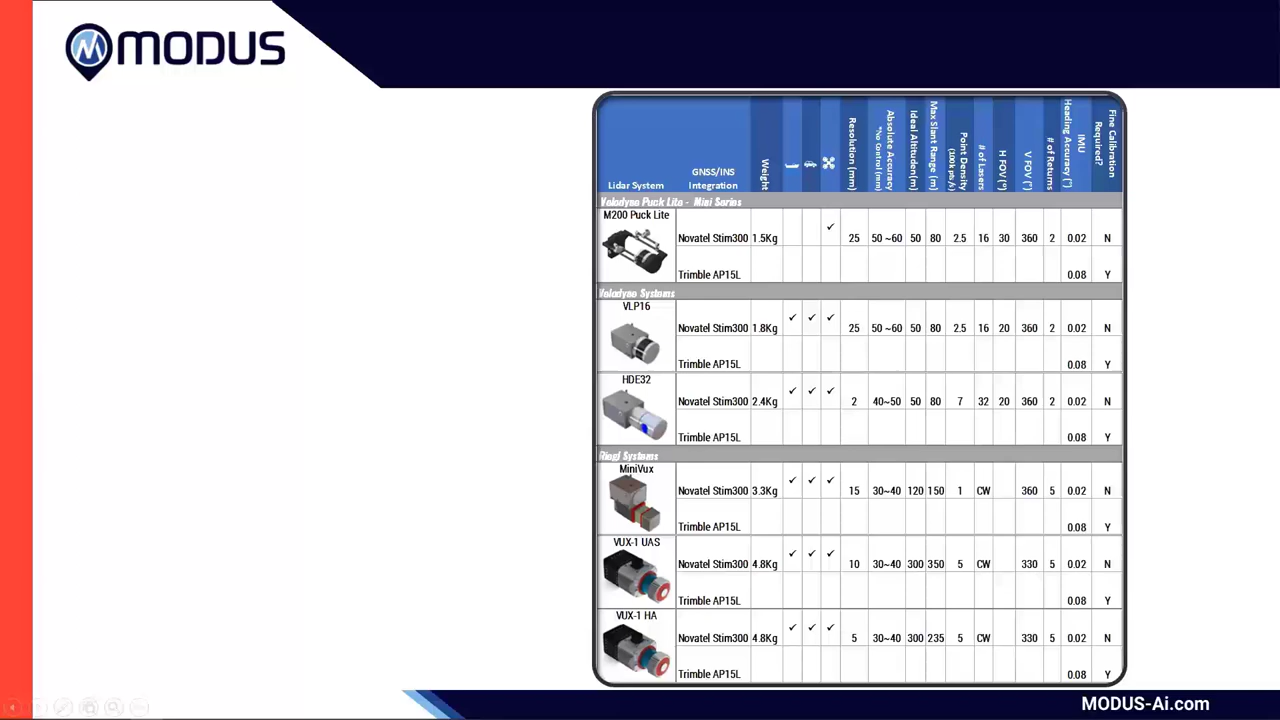 MODUS
Lidar System
GNSS/INS
Integration
Weight
Resolution (mm)
Absolute Accuracy
*No Control (mm)
Ideal Altituden(m)
Max Slant Range (m)
Point Density
(100k pts/s)
# of Lasers
H FOV (°)
V FOV (°)
# of Returns
IMU
Heading Accuracy (°)
Fine Calibration
Required?
Velodyne Puck Lite - Mini Series
M200 Puck Lite
Novatel Stim300 1.5Kg ✓ 25 50 ~60 50 80 2.5 16 30 360 2 0.02 N
Trimble AP15L 0.08 Y
Velodyne Systems
VLP16
Novatel Stim300 1.8Kg ✓ ✓ ✓ 25 50 ~60 50 80 2.5 16 20 360 2 0.02 N
Trimble AP15L 0.08 Y
HDE32
Novatel Stim300 2.4Kg ✓ ✓ ✓ 2 40~50 50 80 7 32 20 360 2 0.02 N
Trimble AP15L 0.08 Y
Riegl Systems
MiniVux
Novatel Stim300 3.3Kg ✓ ✓ ✓ 15 30~40 120 150 1 CW 360 5 0.02 N
Trimble AP15L 0.08 Y
VUX-1 UAS
Novatel Stim300 4.8Kg ✓ ✓ ✓ 10 30~40 300 350 5 CW 330 5 0.02 N
Trimble AP15L 0.08 Y
VUX-1 HA
Novatel Stim300 4.8Kg ✓ ✓ ✓ 5 30~40 300 235 5 CW 330 5 0.02 N
Trimble AP15L 0.08 Y
MODUS-Ai.com